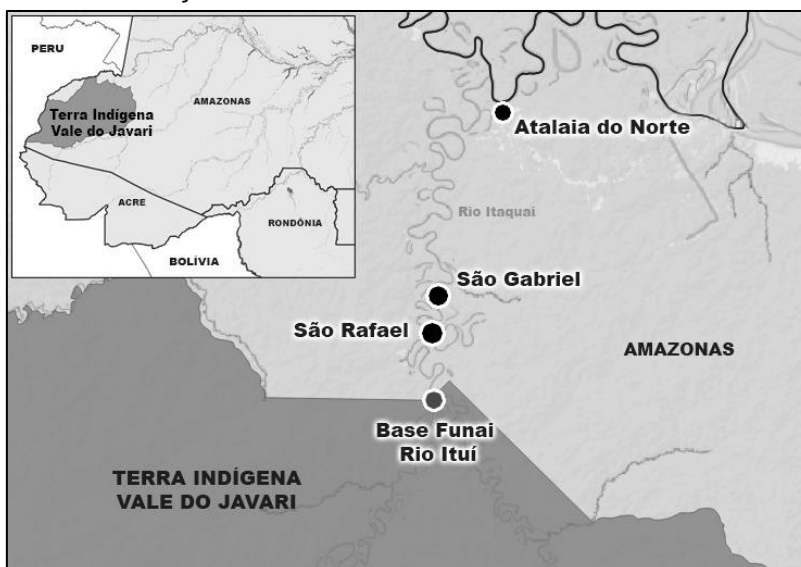 PERU
AMAZONAS
Terra Indígena
Vale do Javari
ACRE
RONDÔNIA
BOLÍVIA
Atalaia do Norte
Rio Itaquai
São Gabriel
São Rafael
AMAZONAS
Base Funai
Rio Ituí
TERRA INDÍGENA
VALE DO JAVARI